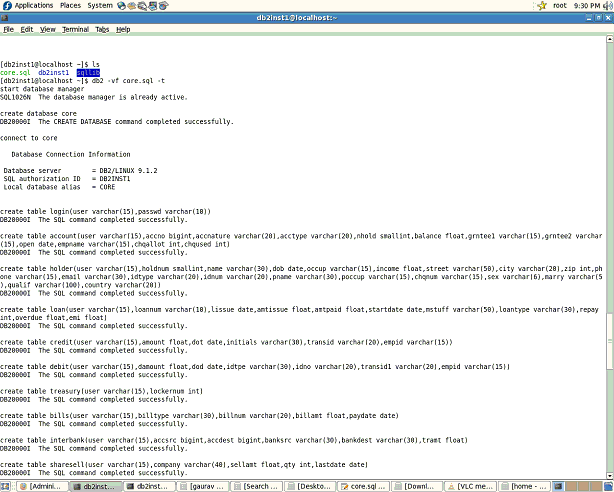 Applications Places System root 9:30 PM
db2inst1@localhost:~
File Edit View Terminal Tabs Help
[db2inst1@localhost ~]$ ls
core.sql db2inst1 sqllib
[db2inst1@localhost ~]$ db2 -vf core.sql -t
start database manager
SQL1026N The database manager is already active.
create database core
DB20000I The CREATE DATABASE command completed successfully.
connect to core
Database Connection Information
Database server = DB2/LINUX 9.1.2
SQL authorization ID = DB2INST1
Local database alias = CORE
create table login(user varchar(15),passwd varchar(10))
DB20000I The SQL command completed successfully.
create table account(user varchar(15),accno bigint,accnature varchar(20),acctype varchar(20),nhold smallint,balance float,grntee1 varchar(15),grntee2 varchar
(15),open date,empname varchar(15),chqallot int,chqused int)
DB20000I The SQL command completed successfully.
create table holder(user varchar(15),holdnum smallint,name varchar(30),dob date,occup varchar(15),income float,street varchar(50),city varchar(20),zip int,ph
one varchar(15),email varchar(30),idtype varchar(20),idnum varchar(20),pname varchar(30),poccup varchar(15),chqnum varchar(15),sex varchar(6),marry varchar(5
),qualif varchar(100),country varchar(20))
DB20000I The SQL command completed successfully.
create table loan(user varchar(15),loannum varchar(10),lissue date,amtissue float,amtpaid float,startdate date,mstuff varchar(50),loantype varchar(30),repay
int,overdue float,emi float)
DB20000I The SQL command completed successfully.
create table credit(user varchar(15),amount float,dot date,initials varchar(30),transid varchar(20),empid varchar(15))
DB20000I The SQL command completed successfully.
create table debit(user varchar(15),damount float,dod date,idtpe varchar(30),idno varchar(20),transid1 varchar(20),empid varchar(15))
DB20000I The SQL command completed successfully.
create table treasury(user varchar(15),lockernum int)
DB20000I The SQL command completed successfully.
create table bills(user varchar(15),billtype varchar(30),billnum varchar(20),billamt float,paydate date)
DB20000I The SQL command completed successfully.
create table interbank(user varchar(15),accsrc bigint,accdest bigint,banksrc varchar(30),bankdest varchar(30),tramt float)
DB20000I The SQL command completed successfully.
create table sharesell(user varchar(15),company varchar(40),sellamt float,qty int,lastdate date)
DB20000I The SQL command completed successfully.
[Admini... db2inst... db2inst... [gaurav ... [Search ... [Deskto... core.sql ... [Downl... [VLC me... [home - ...